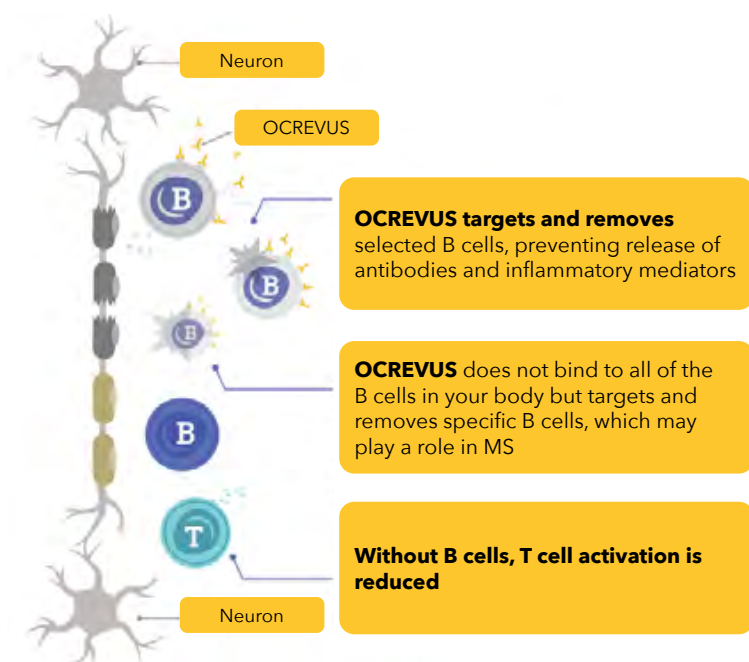 Neuron
OCREVUS
B
OCREVUS targets and removes
selected B cells, preventing release of
antibodies and inflammatory mediators
B
B
OCREVUS does not bind to all of the
B cells in your body but targets and
removes specific B cells, which may
play a role in MS
B
T
Without B cells, T cell activation is
reduced
Neuron